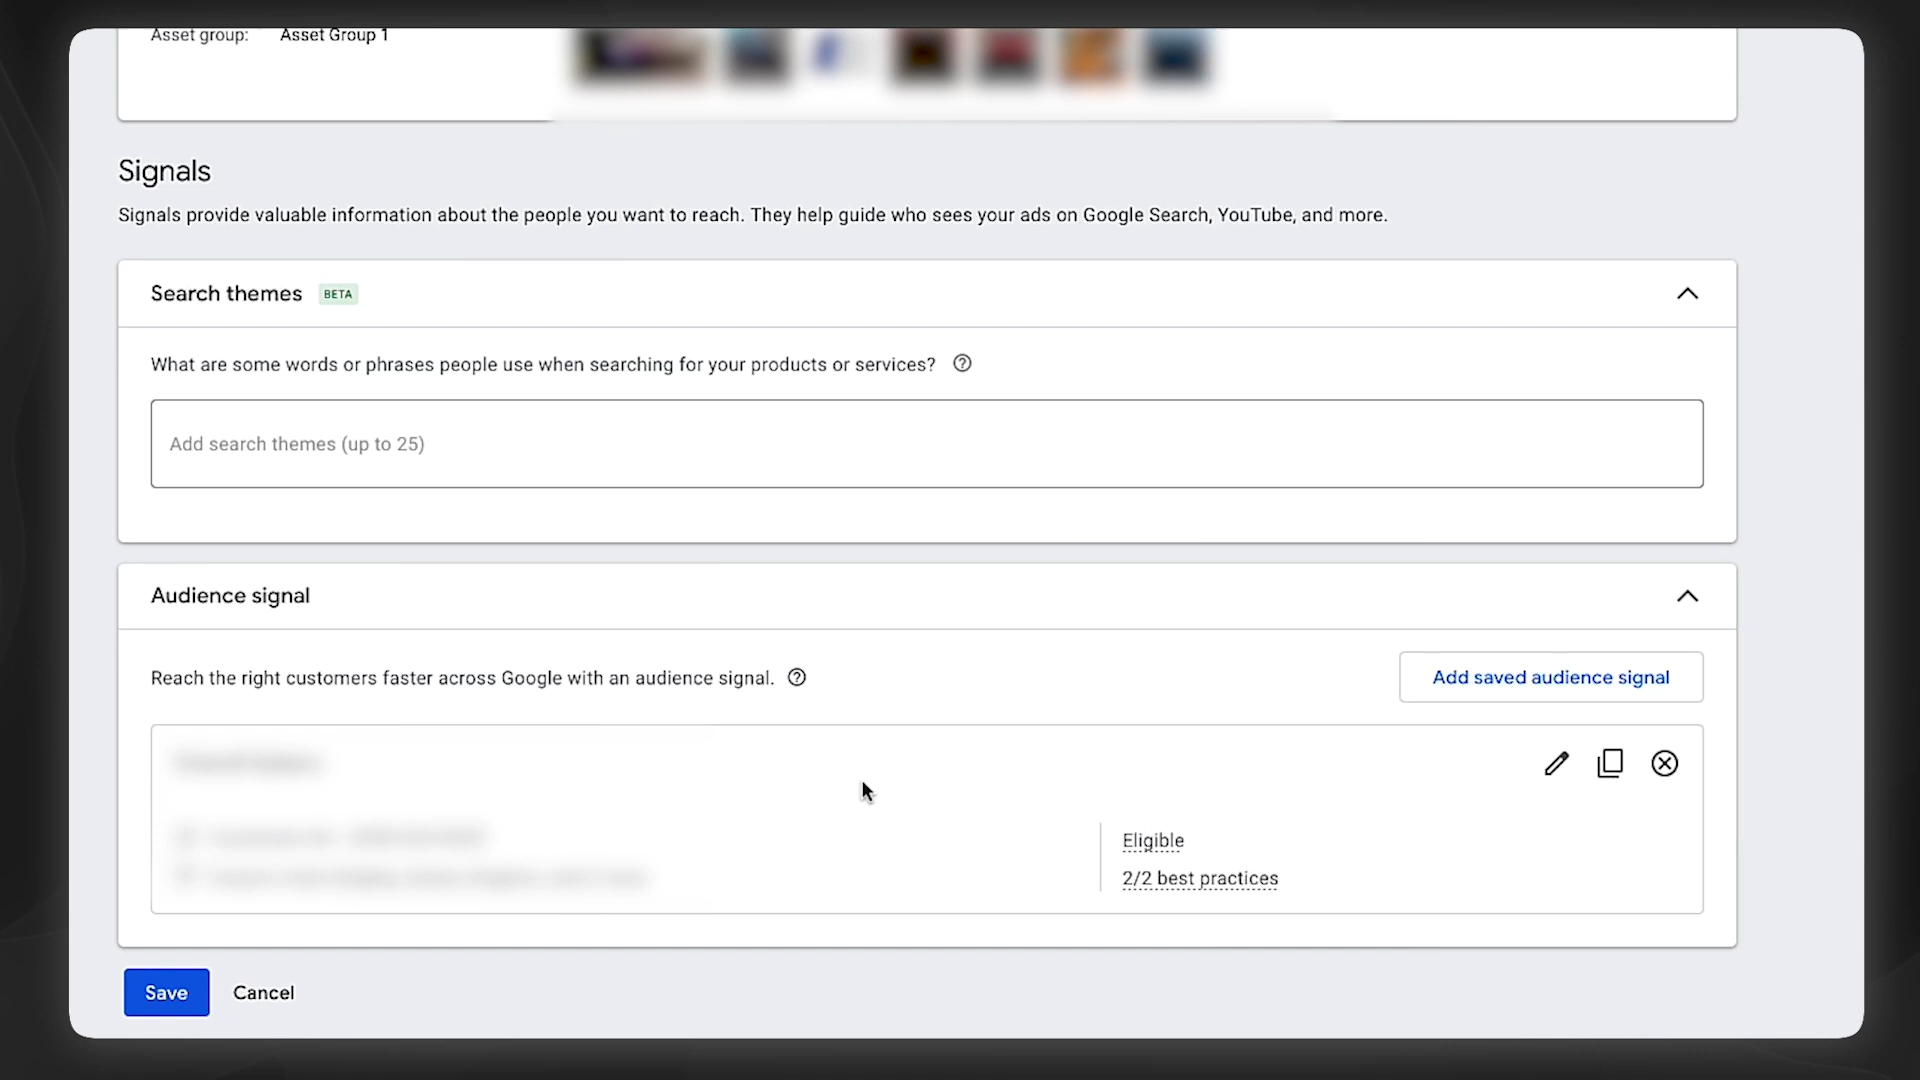 Asset group: Asset Group 1
Signals
Signals provide valuable information about the people you want to reach. They help guide who sees your ads on Google Search, YouTube, and more.
Search themes BETA
What are some words or phrases people use when searching for your products or services?
Add search themes (up to 25)
Audience signal
Reach the right customers faster across Google with an audience signal.
Add saved audience signal
Eligible
2/2 best practices
Save Cancel